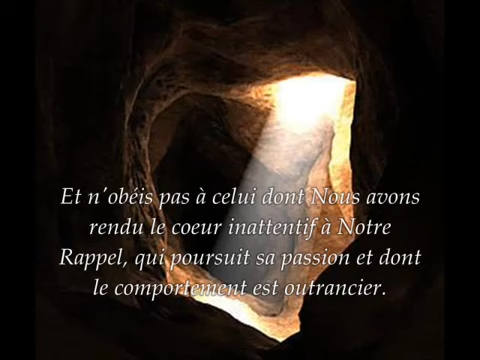 Et n'obéis pas à celui dont Nous avons
rendu le coeur inattentif à Notre
Rappel, qui poursuit sa passion et dont
le comportement est outrancier.